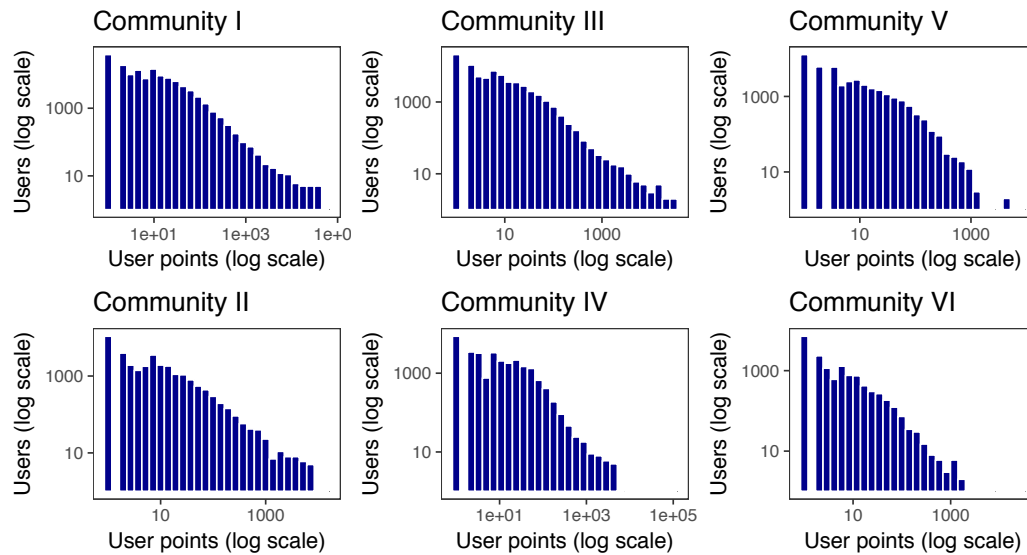 Community I
Users (log scale)
1000
10
1e+01 1e+03 1e+0
User points (log scale)
Community III
Users (log scale)
1000
10
10 1000
User points (log scale)
Community V
Users (log scale)
1000
10
10 1000
User points (log scale)
Community II
Users (log scale)
1000
10
10 1000
User points (log scale)
Community IV
Users (log scale)
1000
10
1e+01 1e+03 1e+05
User points (log scale)
Community VI
Users (log scale)
1000
10
10 1000
User points (log scale)